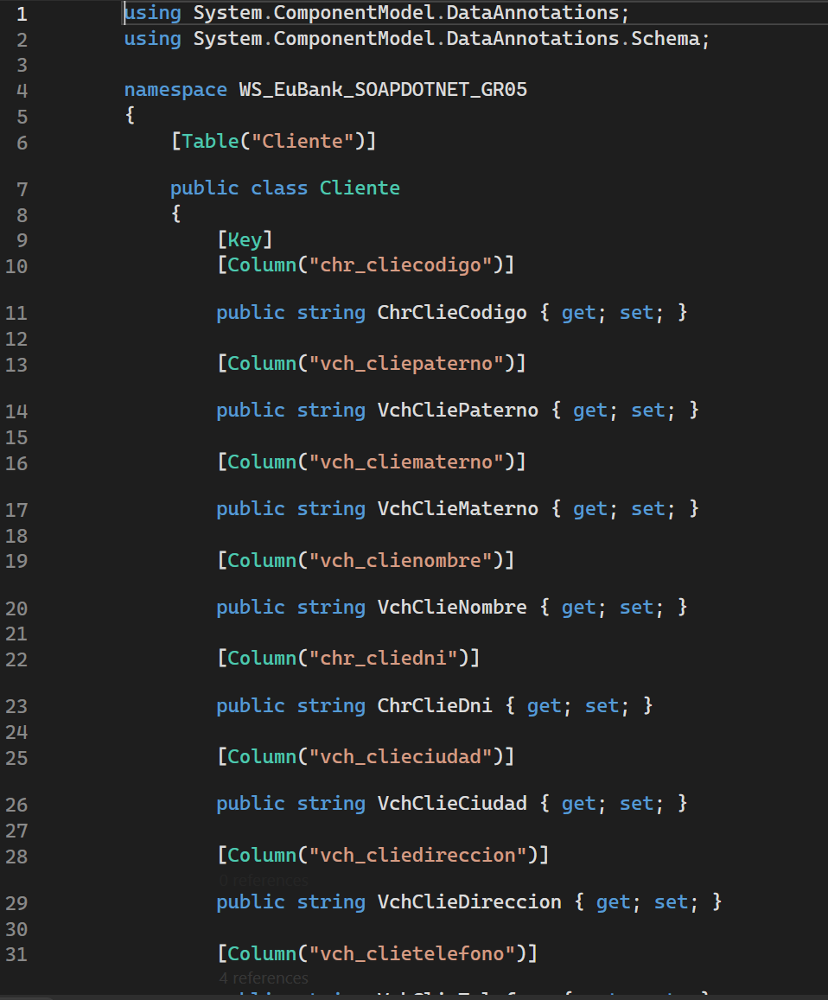 1 using System.ComponentModel.DataAnnotations;
2 using System.ComponentModel.DataAnnotations.Schema;
3
4 namespace WS_EuBank_SOAPDOTNET_GR05
5 {
6 [Table("Cliente")]
7 public class Cliente
8 {
9 [Key]
10 [Column("chr_cliecodigo")]
11 public string ChrClieCodigo { get; set; }
12
13 [Column("vch_cliepaterno")]
14 public string VchCliePaterno { get; set; }
15
16 [Column("vch_cliematerno")]
17 public string VchClieMaterno { get; set; }
18
19 [Column("vch_clienombre")]
20 public string VchClieNombre { get; set; }
21
22 [Column("chr_cliedni")]
23 public string ChrClieDni { get; set; }
24
25 [Column("vch_clieciudad")]
26 public string VchClieCiudad { get; set; }
27
28 [Column("vch_cliedireccion")]
0 references
29 public string VchClieDireccion { get; set; }
30
31 [Column("vch_clietelefono")]
4 references